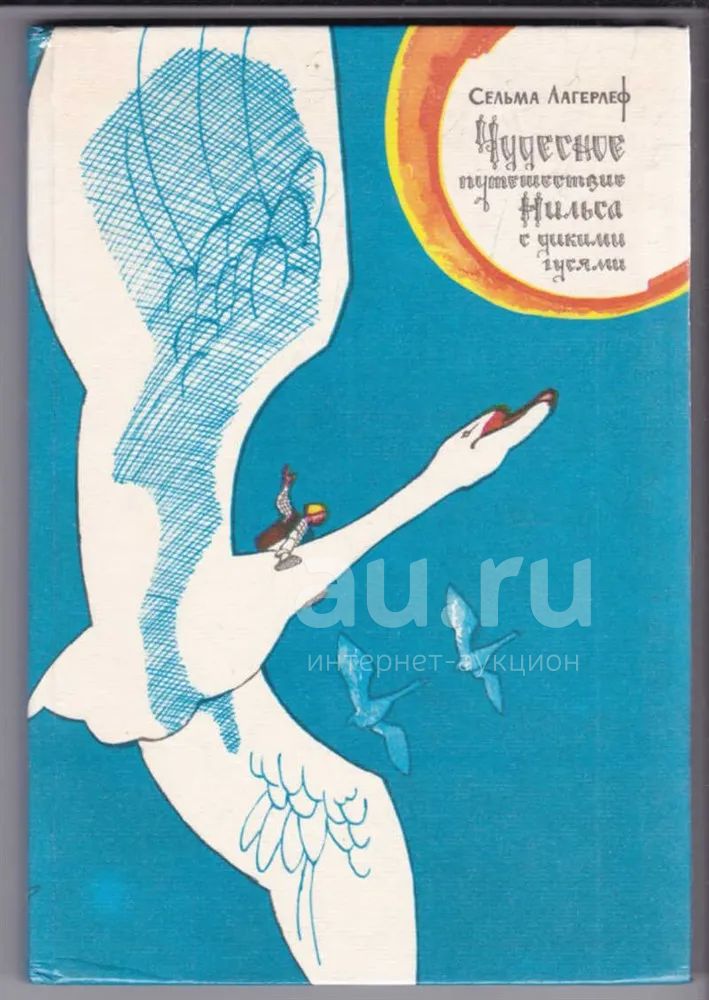 Сельма Лагерлеф
Чудесное
путешествие
Нильса
с дикими
гусями
au.ru
интернет-аукцион